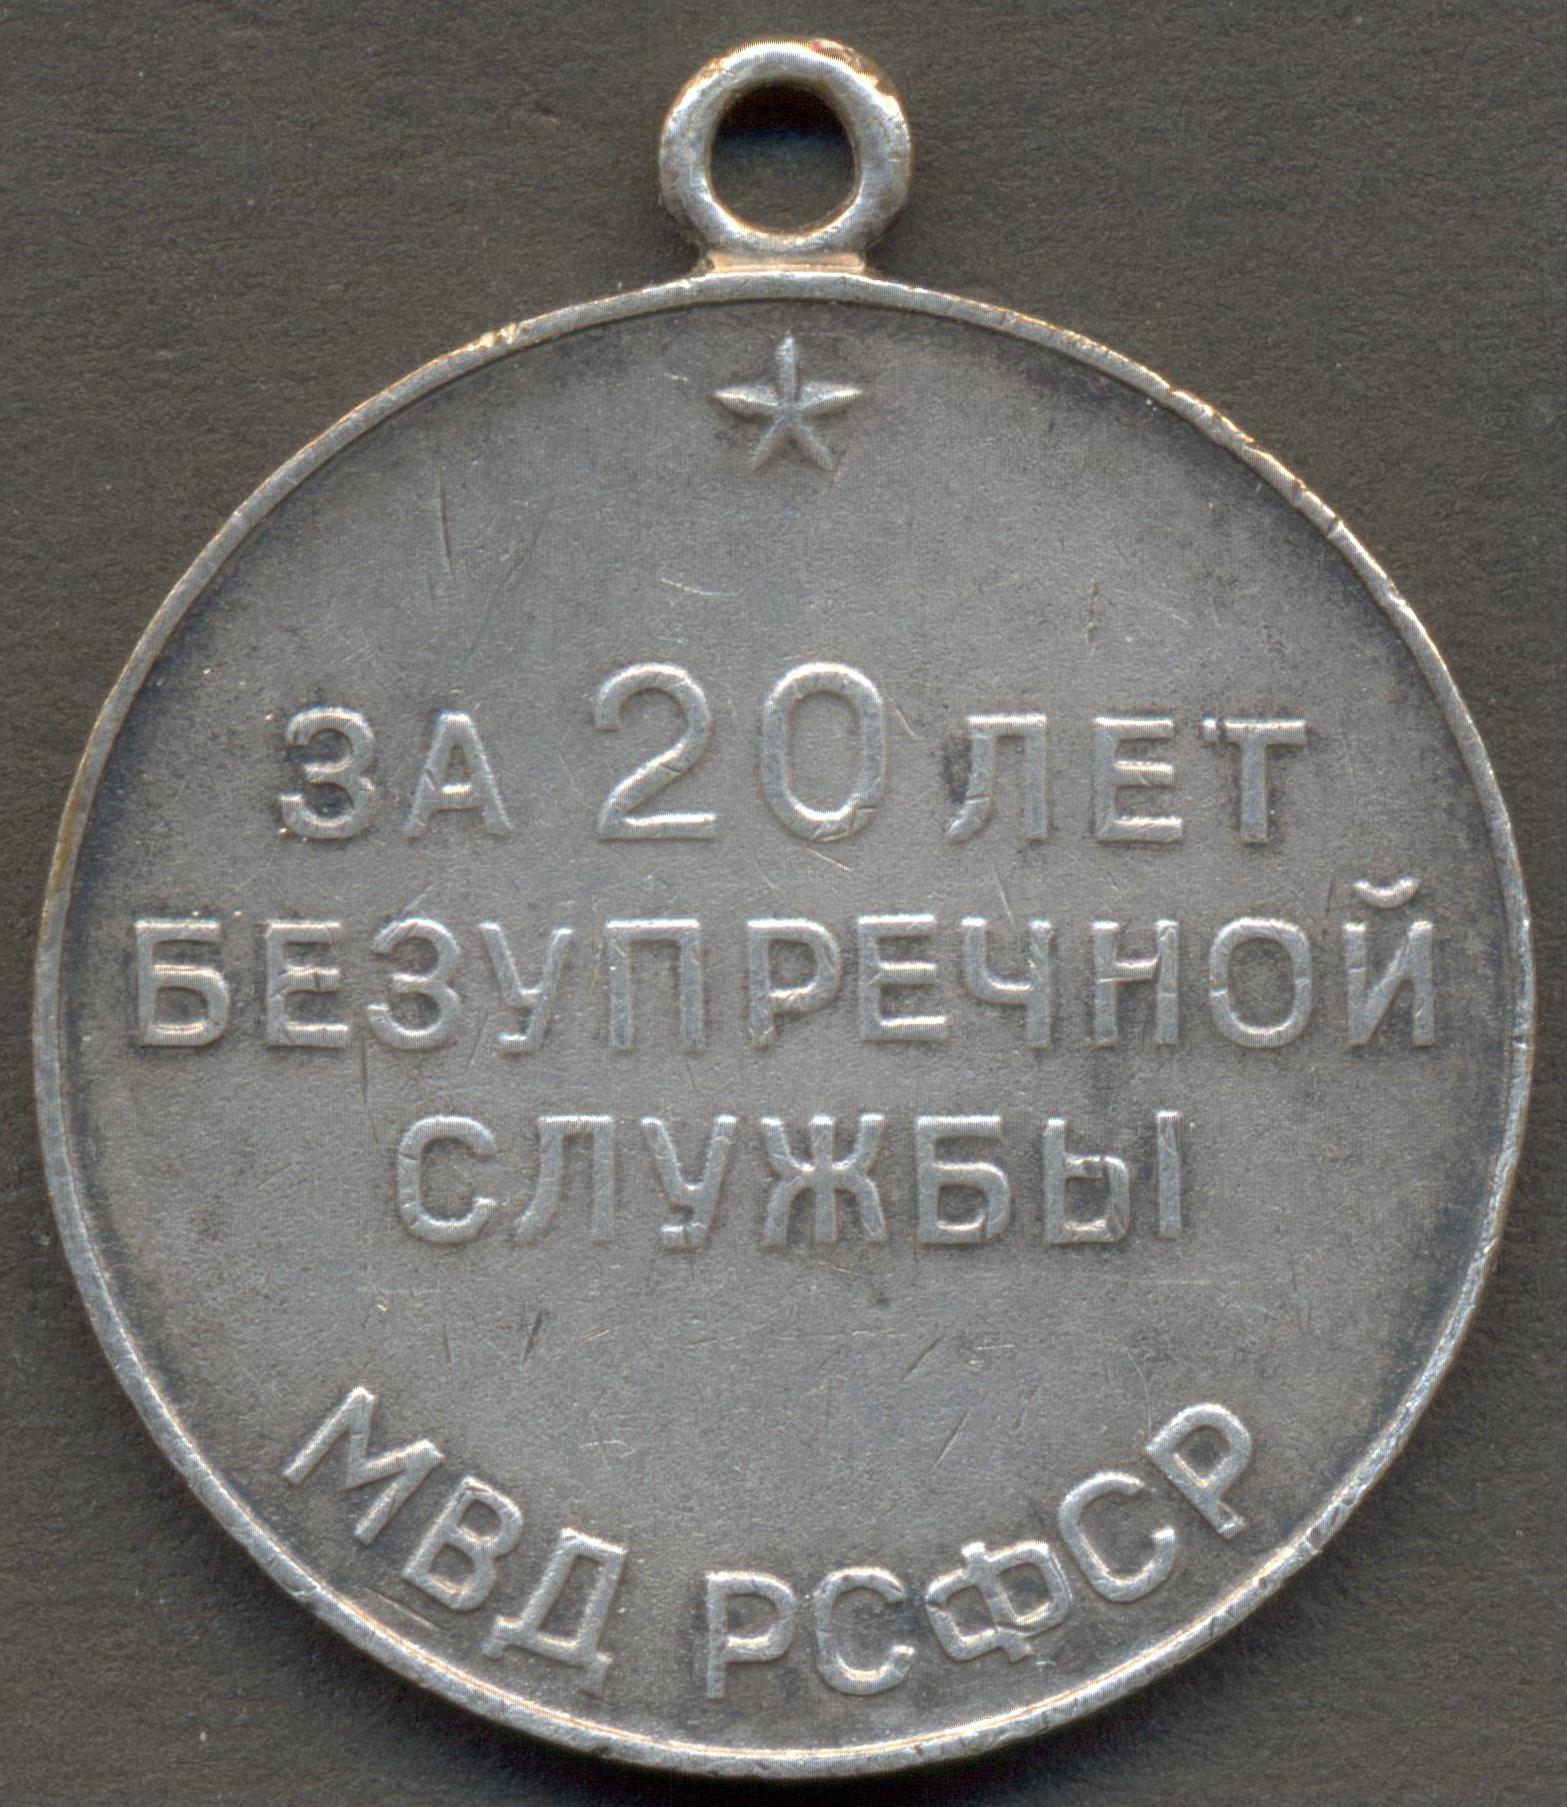 ЗА 20 ЛЕТ
БЕЗУПРЕЧНОЙ
СЛУЖБЫ
МВД РСФСР